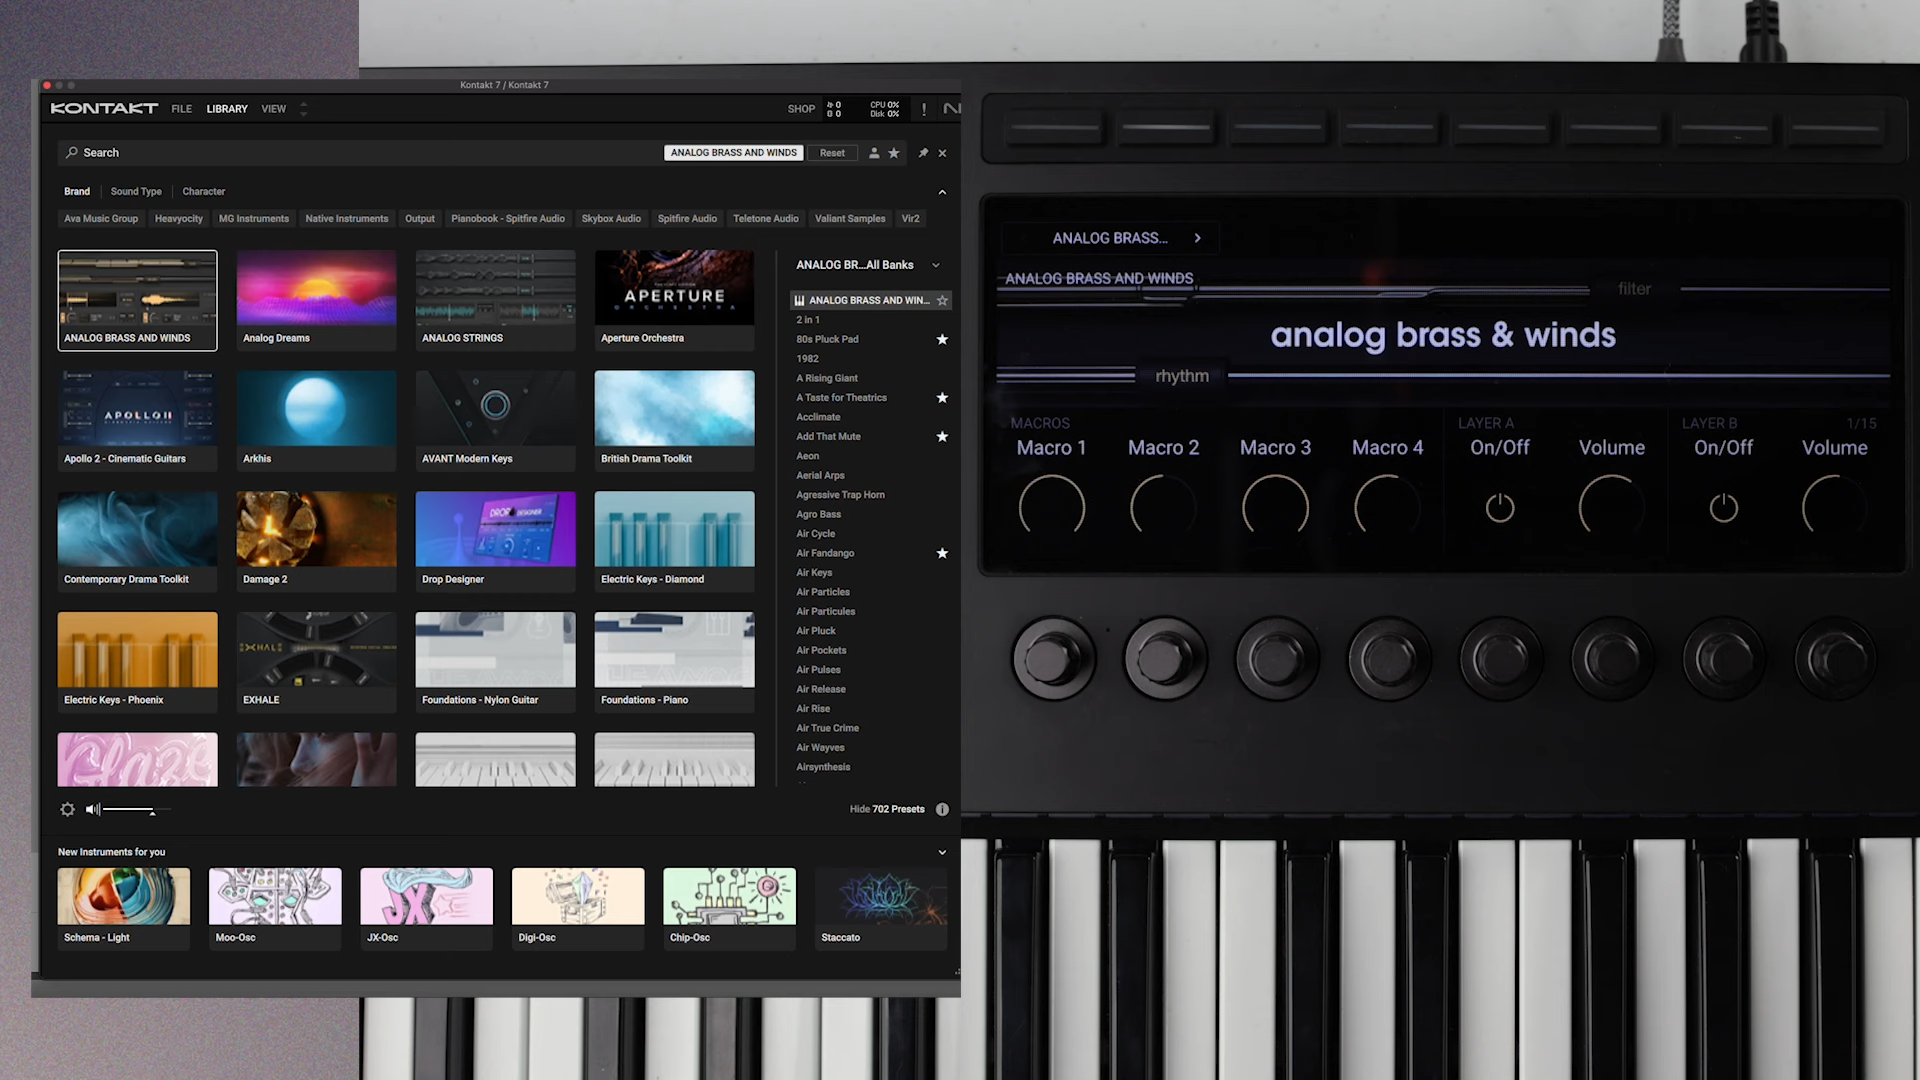 Kontakt 7 / Kontakt 7
KONTAKT FILE LIBRARY VIEW SHOP 0 0 CPU 0% Disk 0% !
Search ANALOG BRASS AND WINDS Reset
Brand Sound Type Character
Ava Music Group Heavyocity MG Instruments Native Instruments Output Pianobook - Spitfire Audio Skybox Audio Spitfire Audio Teletone Audio Valiant Samples Vir2
ANALOG BRASS AND WINDS
Analog Dreams
ANALOG STRINGS
APERTURE
ORCHESTRA
Aperture Orchestra
APOLLO II
Apollo 2 - Cinematic Guitars
Arkhis
AVANT Modern Keys
British Drama Toolkit
Contemporary Drama Toolkit
Damage 2
DROP DESIGNER
Drop Designer
Electric Keys - Diamond
Electric Keys - Phoenix
EXHALE
EXHALE
Foundations - Nylon Guitar
Foundations - Piano
Glaze
ANALOG BR...All Banks
ANALOG BRASS AND WIN...
2 in 1
80s Pluck Pad
1982
A Rising Giant
A Taste for Theatrics
Acclimate
Add That Mute
Aeon
Aerial Arps
Agressive Trap Horn
Agro Bass
Air Cycle
Air Fandango
Air Keys
Air Particles
Air Particules
Air Pluck
Air Pockets
Air Pulses
Air Release
Air Rise
Air True Crime
Air Wayves
Airsynthesis
Hide 702 Presets
New Instruments for you
Schema - Light
Moo-Osc
JX
JX-Osc
Digi-Osc
Chip-Osc
Staccato
ANALOG BRASS... >
ANALOG BRASS AND WINDS
filter
analog brass & winds
rhythm
MACROS LAYER A LAYER B 1/15
Macro 1 Macro 2 Macro 3 Macro 4 On/Off Volume On/Off Volume